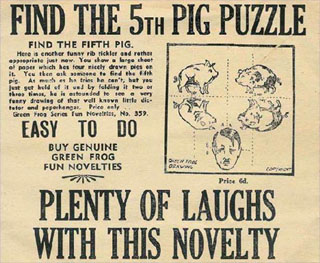 FIND THE 5TH PIG PUZZLE
FIND THE FIFTH PIG.
Here is another funny rib tickler and rather
appropriate just now. You show a large sheet
of paper which has four nicely drawn pigs on
it. You then ask someone to find the fifth
pig. As much as he tries he can't, but you
just get hold of it and by folding it two or
three times, he is astounded to see a very
funny drawing of that well known little dic-
tator and paperhanger. Price only
Green Frog Series Fun Novelties, No. 359.
EASY TO DO
BUY GENUINE
GREEN FROG
FUN NOVELTIES
DRAWING
COPYRIGHT
Price 6d.
PLENTY OF LAUGHS
WITH THIS NOVELTY